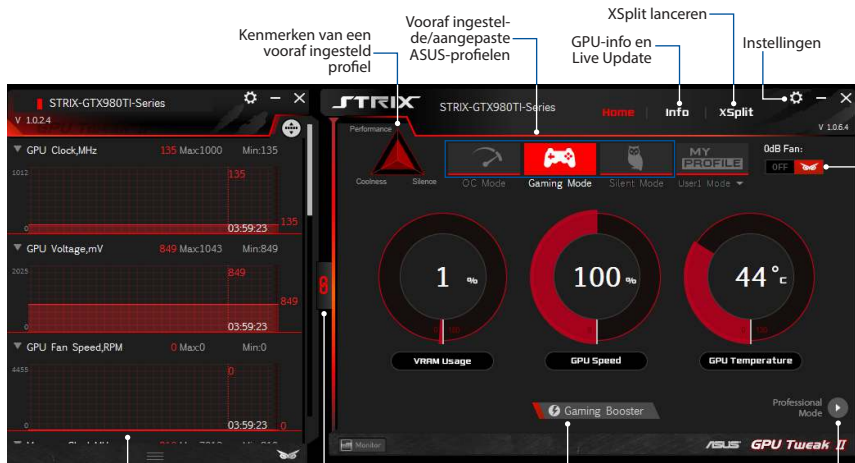 XSplit lanceren
Vooraf ingestel-
de/aangepaste
ASUS-profielen
Kenmerken van een
vooraf ingesteld
profiel
GPU-info en
Live Update
Instellingen
STRIX-GTX980TI-Series
V 1.0.2.4
GPU Clock,MHz 135 Max:1000 Min:135
1012
135
135
0
03:59:23
GPU Voltage,mV 849 Max:1043 Min:849
2025
849
849
0
03:59:23
GPU Fan Speed,RPM 0 Max:0 Min:0
4455
0
0
0
03:59:23
STRIX
STRIX-GTX980TI-Series
Home Info XSplit
V 1.0.6.4
Performance
Coolness Silence
OC Mode
Gaming Mode
Silent Mode
MY
PROFILE
User1 Mode
0dB Fan:
OFF
1 %
100 %
44 °c
VRAM Usage
GPU Speed
GPU Temperature
Gaming Booster
Professional
Mode
Monitor
ASUS GPU Tweak II